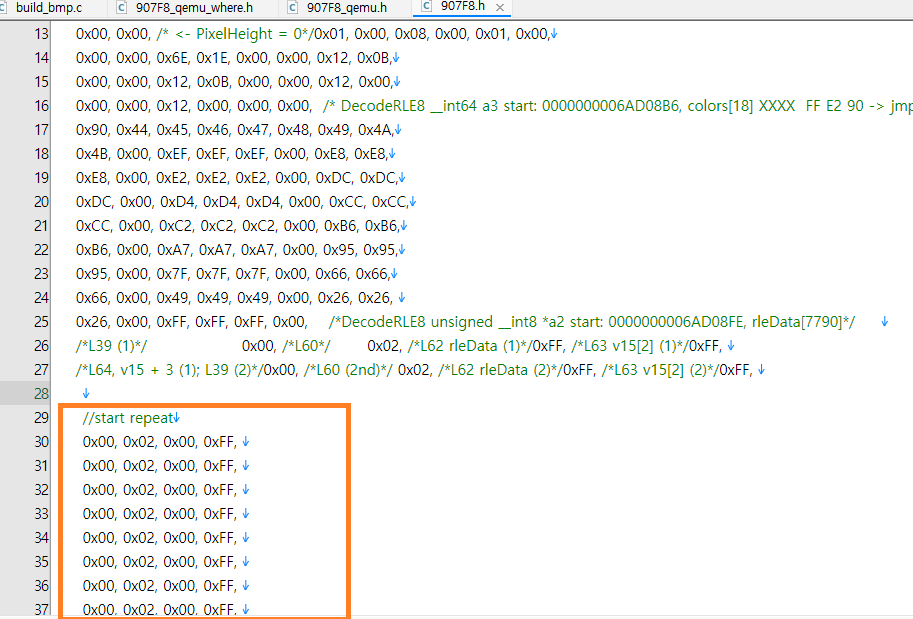 build_bmp.c 907F8_qemu_where.h 907F8_qemu.h 907F8.h
13 0x00, 0x00, /* <- PixelHeight = 0*/0x01, 0x00, 0x08, 0x00, 0x01, 0x00,↓
14 0x00, 0x00, 0x6E, 0x1E, 0x00, 0x00, 0x12, 0x0B,↓
15 0x00, 0x00, 0x12, 0x0B, 0x00, 0x00, 0x12, 0x00,↓
16 0x00, 0x00, 0x12, 0x00, 0x00, 0x00, /* DecodeRLE8 __int64 a3 start: 0000000006AD08B6, colors[18] XXXX FF E2 90 -> jmp
17 0x90, 0x44, 0x45, 0x46, 0x47, 0x48, 0x49, 0x4A,↓
18 0x4B, 0x00, 0xEF, 0xEF, 0xEF, 0x00, 0xE8, 0xE8,↓
19 0xE8, 0x00, 0xE2, 0xE2, 0xE2, 0x00, 0xDC, 0xDC,↓
20 0xDC, 0x00, 0xD4, 0xD4, 0xD4, 0x00, 0xCC, 0xCC,↓
21 0xCC, 0x00, 0xC2, 0xC2, 0xC2, 0x00, 0xB6, 0xB6,↓
22 0xB6, 0x00, 0xA7, 0xA7, 0xA7, 0x00, 0x95, 0x95,↓
23 0x95, 0x00, 0x7F, 0x7F, 0x7F, 0x00, 0x66, 0x66,↓
24 0x66, 0x00, 0x49, 0x49, 0x49, 0x00, 0x26, 0x26, ↓
25 0x26, 0x00, 0xFF, 0xFF, 0xFF, 0x00, /*DecodeRLE8 unsigned __int8 *a2 start: 0000000006AD08FE, rleData[7790]*/ ↓
26 /*L39 (1)*/ 0x00, /*L60*/ 0x02, /*L62 rleData (1)*/0xFF, /*L63 v15[2] (1)*/0xFF, ↓
27 /*L64, v15 + 3 (1); L39 (2)*/0x00, /*L60 (2nd)*/ 0x02, /*L62 rleData (2)*/0xFF, /*L63 v15[2] (2)*/0xFF, ↓
28 ↓
29 //start repeat↓
30 0x00, 0x02, 0x00, 0xFF, ↓
31 0x00, 0x02, 0x00, 0xFF, ↓
32 0x00, 0x02, 0x00, 0xFF, ↓
33 0x00, 0x02, 0x00, 0xFF, ↓
34 0x00, 0x02, 0x00, 0xFF, ↓
35 0x00, 0x02, 0x00, 0xFF, ↓
36 0x00, 0x02, 0x00, 0xFF, ↓
37 0x00, 0x02, 0x00, 0xFF, ↓